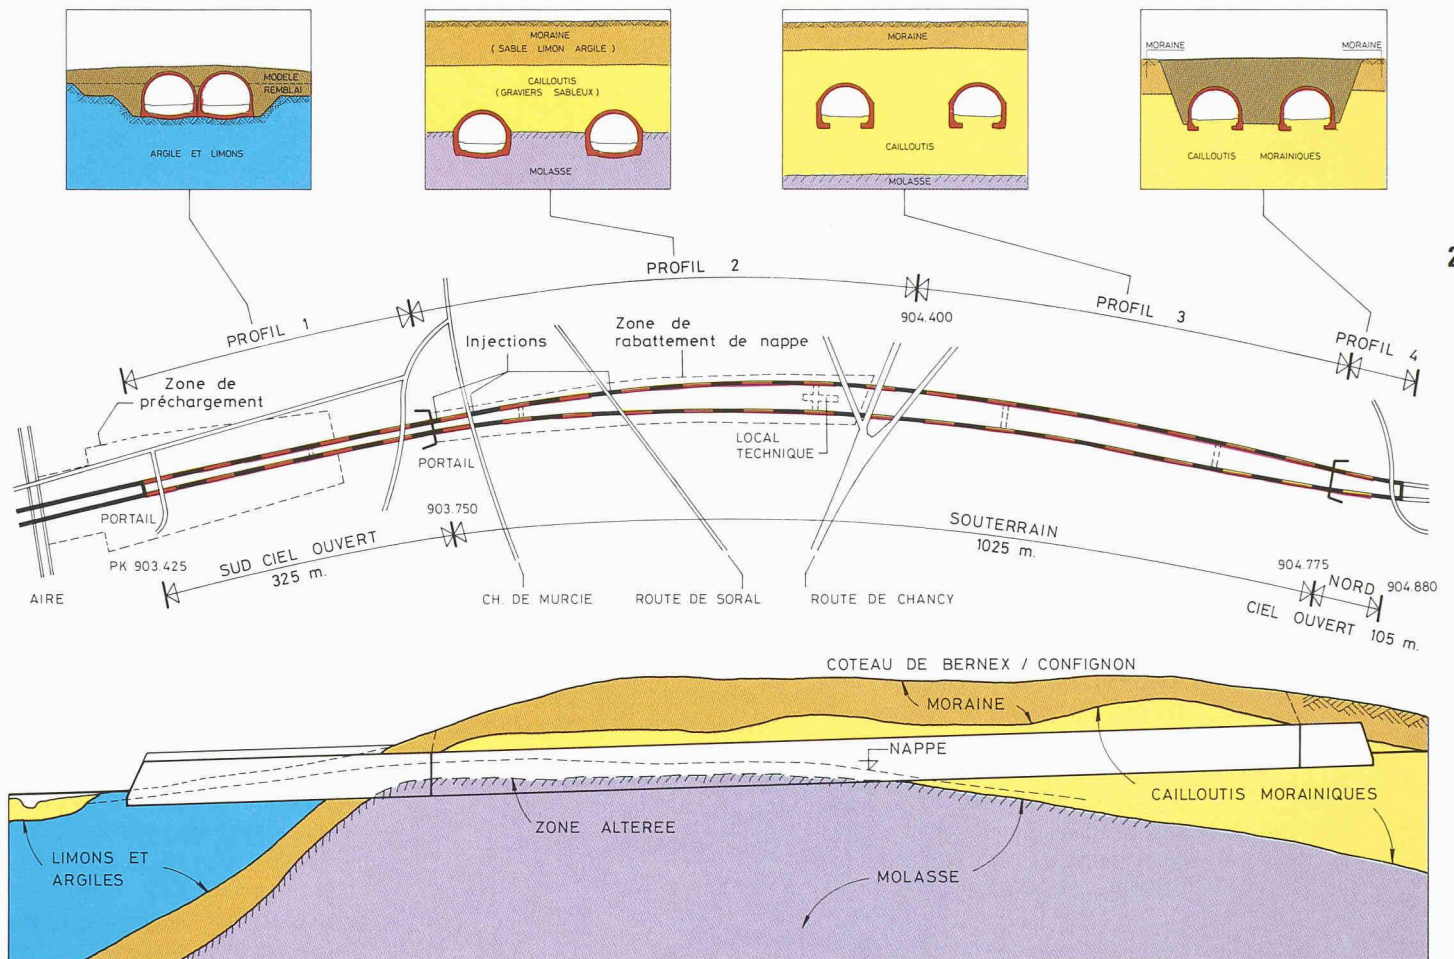 MODELE
REMBLAI
ARGILE ET LIMONS
MORAINE
( SABLE LIMON ARGILE )
CAILLOUTIS
(GRAVIERS SABLEUX)
MOLASSE
MORAINE
CAILLOUTIS
MOLASSE
MORAINE
MORAINE
CAILLOUTIS MORAINIQUES
2
PROFIL 1
PROFIL 2
904.400
PROFIL 3
PROFIL 4
Zone de
préchargement
Injections
Zone de
rabattement de nappe
LOCAL
TECHNIQUE
PORTAIL
PORTAIL
903.750
PK 903.425
SUD CIEL OUVERT
325 m.
SOUTERRAIN
1025 m.
904.775
NORD
904.880
CIEL OUVERT 105 m.
AIRE
CH. DE MURCIE
ROUTE DE SORAL
ROUTE DE CHANCY
COTEAU DE BERNEX / CONFIGNON
MORAINE
NAPPE
CAILLOUTIS MORAINIQUES
ZONE ALTEREE
LIMONS ET
ARGILES
MOLASSE